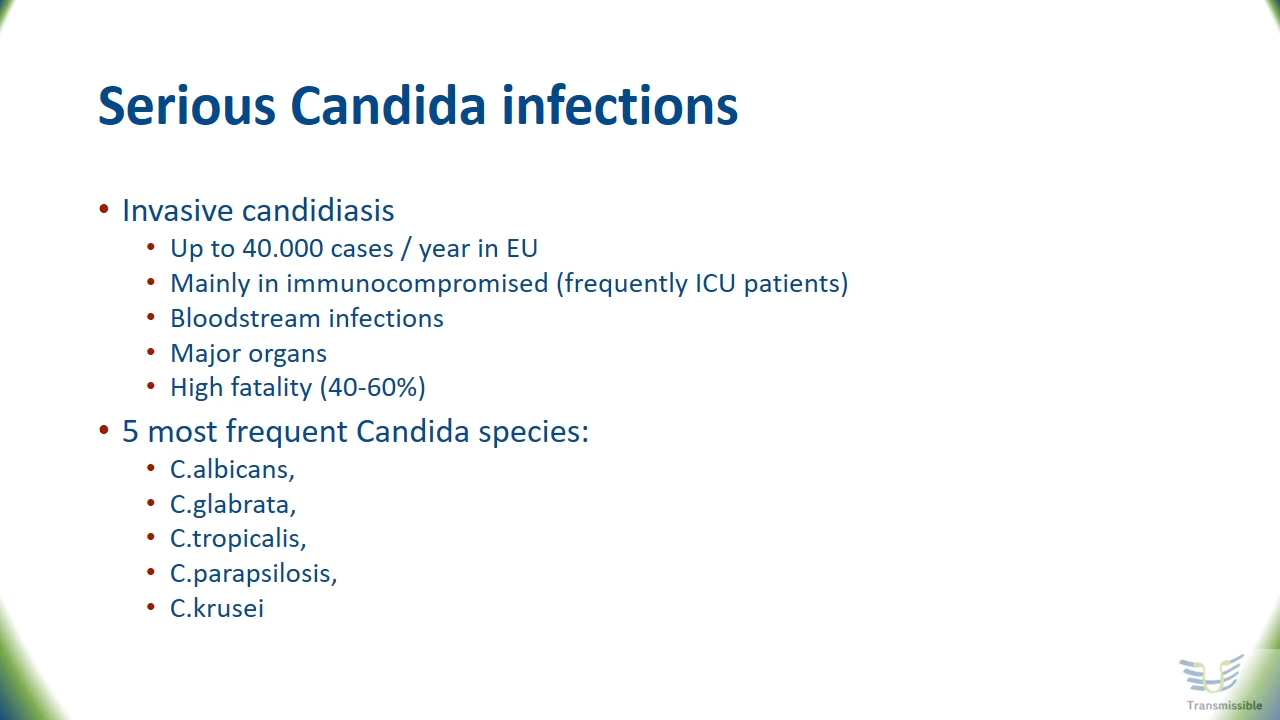 Serious Candida infections
• Invasive candidiasis
• Up to 40.000 cases / year in EU
• Mainly in immunocompromised (frequently ICU patients)
• Bloodstream infections
• Major organs
• High fatality (40-60%)
• 5 most frequent Candida species:
• C.albicans,
• C.glabrata,
• C.tropicalis,
• C.parapsilosis,
• C.krusei
Transmissible